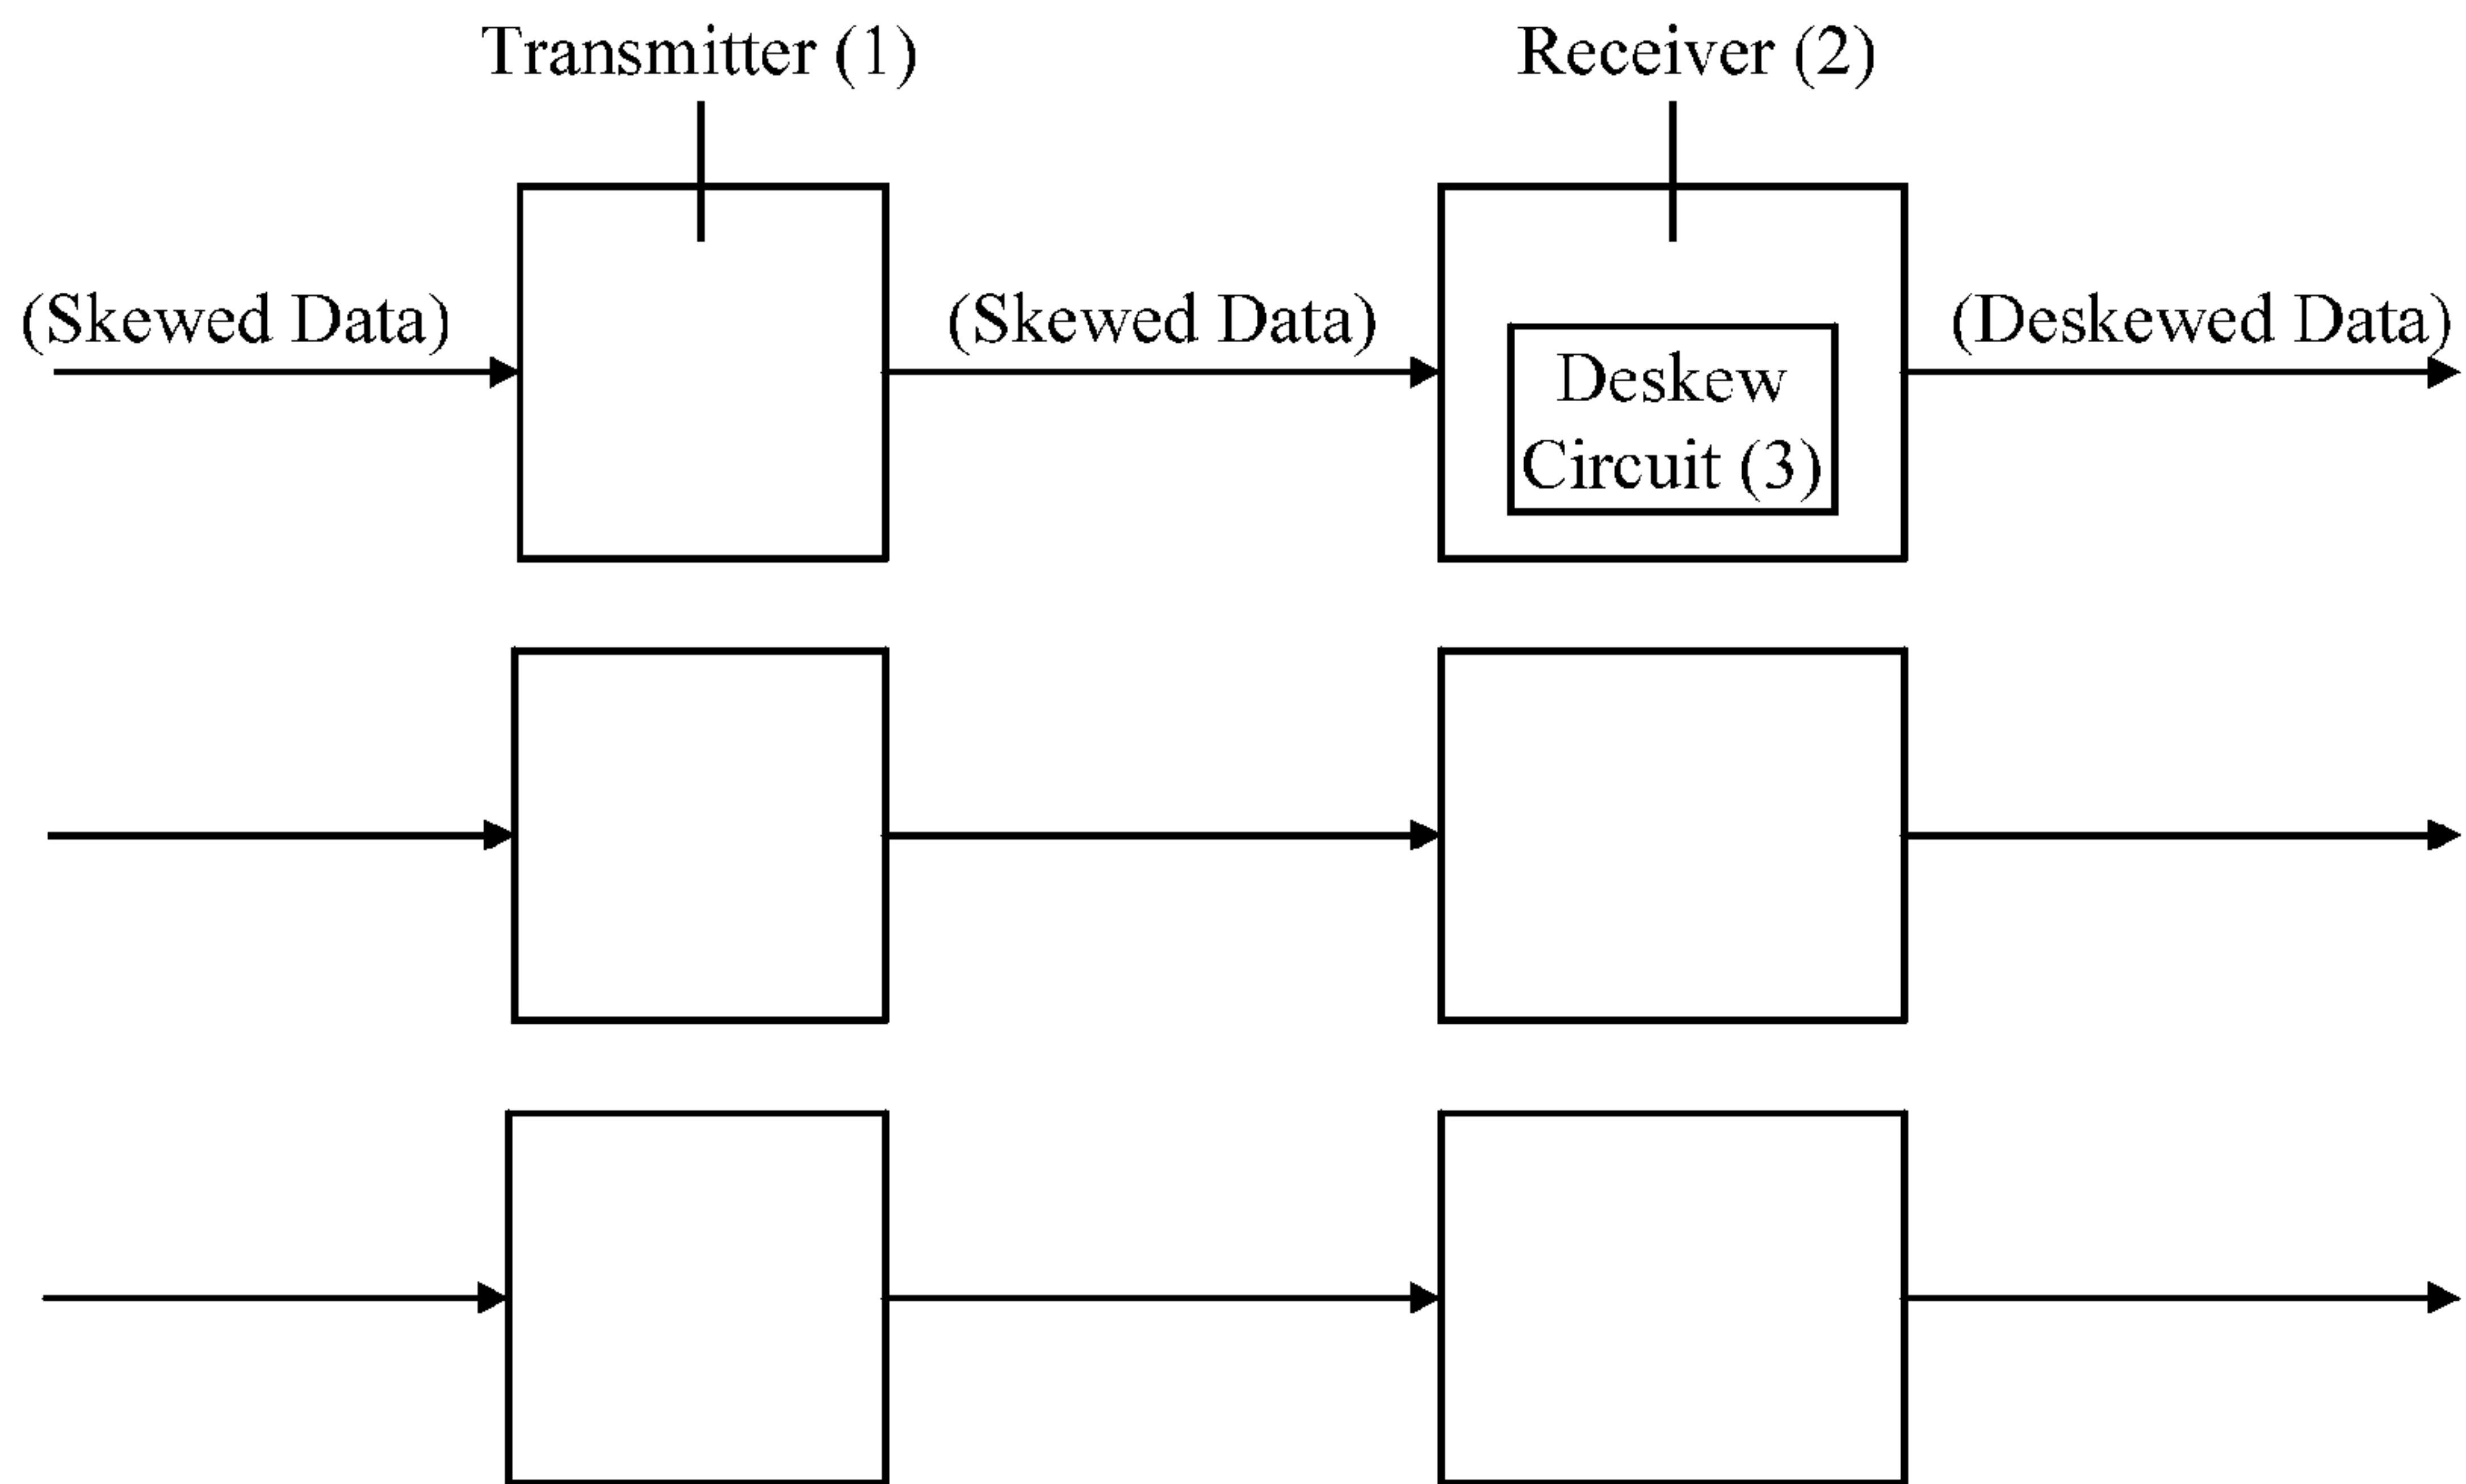 Transmitter (1)
Receiver (2)
(Skewed Data)
(Skewed Data)
(Deskewed Data)
Deskew
Circuit (3)